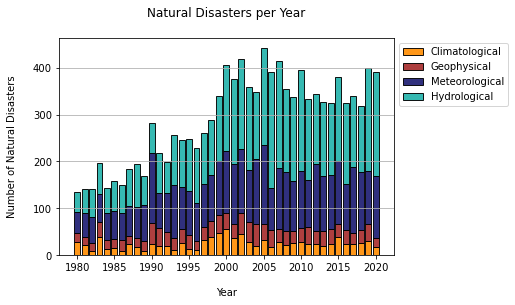 Natural Disasters per Year
Number of Natural Disasters
400
300
200
100
0
1980 1985 1990 1995 2000 2005 2010 2015 2020
Year
Climatological
Geophysical
Meteorological
Hydrological